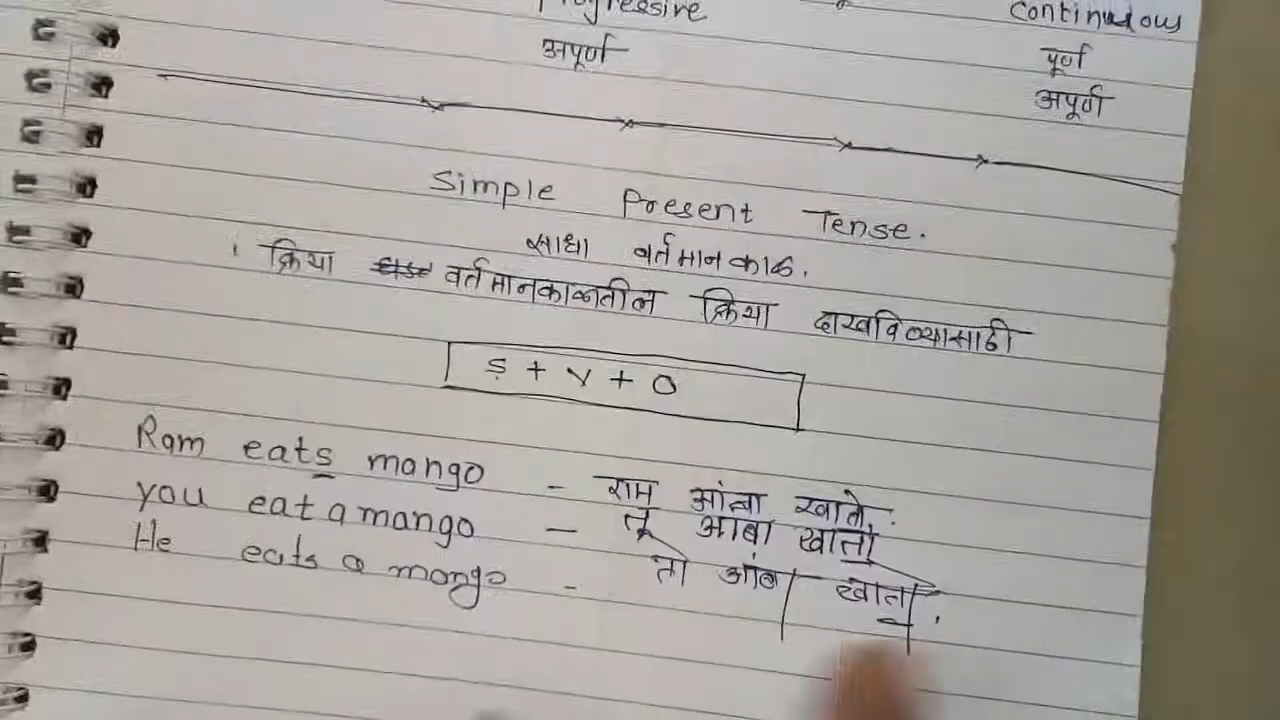 Progressive Continuous
अपूर्ण पूर्ण
अपूर्ण
Simple Present Tense.
साधा वर्तमानकाळ.
क्रिया वर्तमानकाळातील क्रिया दाखविण्यासाठी
S + V + O
Ram eats mango - राम आंबा खातो.
you eat a mango - तू आंबा खातो
He eats a mango - तो आंबा खातो.